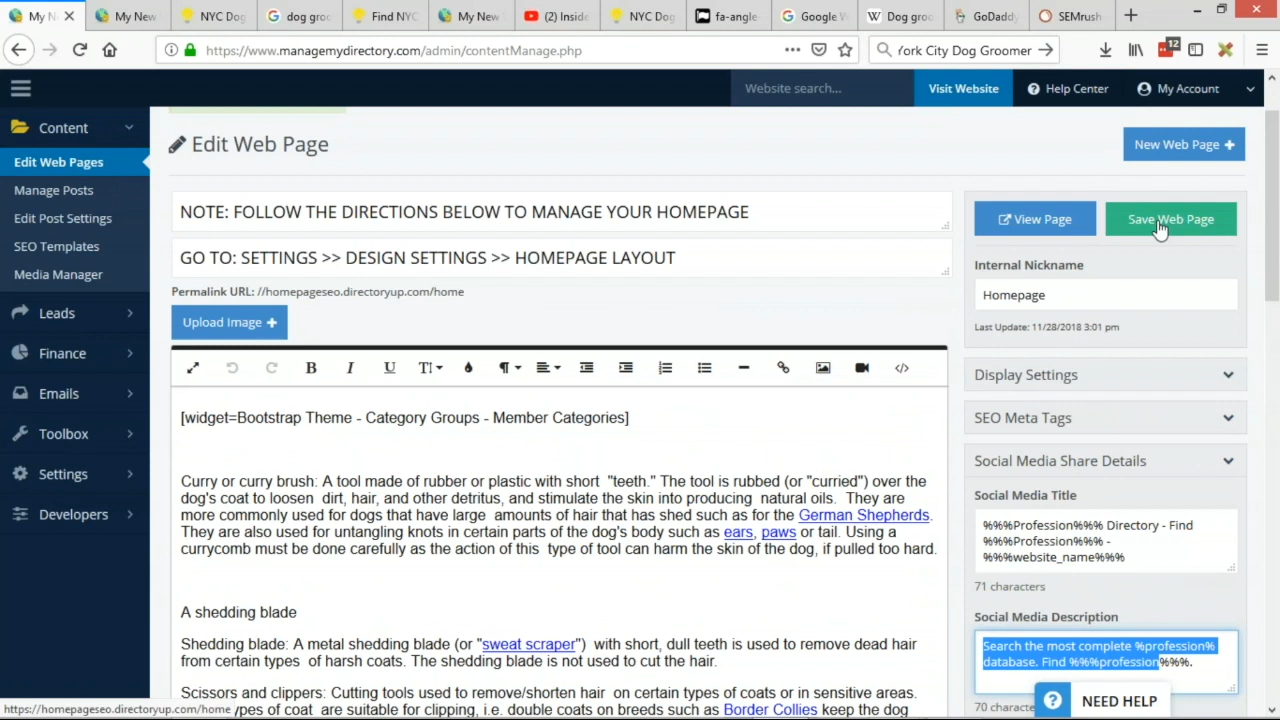 My N
My New
NYC Dog
dog groo
Find NYC
My New
(2) Inside
NYC Dog
fa-angle-
Google W
Dog groo
GoDaddy
SEMrush
https://www.managemydirectory.com/admin/contentManage.php
York City Dog Groomer
12
Website search...
Visit Website
Help Center
My Account
Content
Edit Web Pages
Manage Posts
Edit Post Settings
SEO Templates
Media Manager
Leads
Finance
Emails
Toolbox
Settings
Developers
Edit Web Page
New Web Page +
NOTE: FOLLOW THE DIRECTIONS BELOW TO MANAGE YOUR HOMEPAGE
GO TO: SETTINGS >> DESIGN SETTINGS >> HOMEPAGE LAYOUT
Permalink URL: //homepageseo.directoryup.com/home
Upload Image +
[widget=Bootstrap Theme - Category Groups - Member Categories]
Curry or curry brush: A tool made of rubber or plastic with short "teeth." The tool is rubbed (or "curried") over the
dog's coat to loosen dirt, hair, and other detritus, and stimulate the skin into producing natural oils. They are
more commonly used for dogs that have large amounts of hair that has shed such as for the German Shepherds.
They are also used for untangling knots in certain parts of the dog's body such as ears, paws or tail. Using a
currycomb must be done carefully as the action of this type of tool can harm the skin of the dog, if pulled too hard.
A shedding blade
Shedding blade: A metal shedding blade (or "sweat scraper") with short, dull teeth is used to remove dead hair
from certain types of harsh coats. The shedding blade is not used to cut the hair.
Scissors and clippers: Cutting tools used to remove/shorten hair on certain types of coats or in sensitive areas.
ypes of coat are suitable for clipping, i.e. double coats on breeds such as Border Collies keep the dog
https://homepageseo.directoryup.com/home
View Page
Save Web Page
Internal Nickname
Homepage
Last Update: 11/28/2018 3:01 pm
Display Settings
SEO Meta Tags
Social Media Share Details
Social Media Title
%%%Profession%%% Directory - Find
%%%Profession%%% -
%%%website_name%%%
71 characters
Social Media Description
Search the most complete %profession%
database. Find %%%profession%%%.
70 characte
NEED HELP